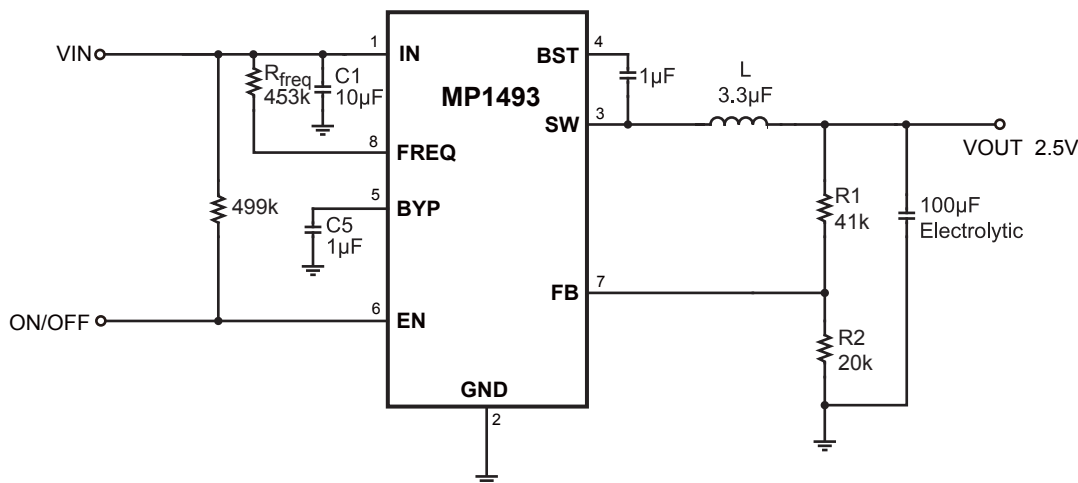 VIN
1
IN
BST
4
R
freq
453k
C1
10µF
1µF
L
3.3µF
MP1493
SW
3
VOUT 2.5V
8
FREQ
499k
5
BYP
C5
1µF
R1
41k
100µF
Electrolytic
FB
7
ON/OFF
6
EN
R2
20k
GND
2